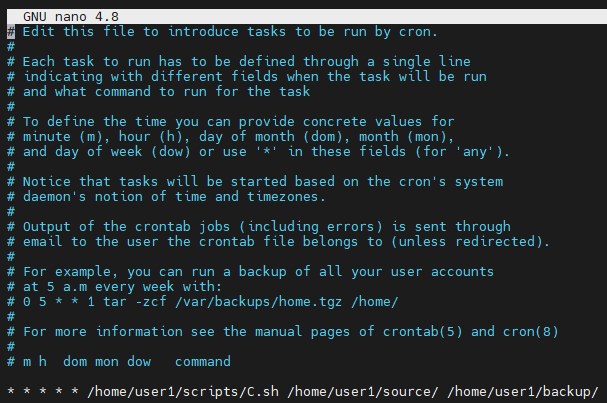 GNU nano 4.8
# Edit this file to introduce tasks to be run by cron.
#
# Each task to run has to be defined through a single line
# indicating with different fields when the task will be run
# and what command to run for the task
#
# To define the time you can provide concrete values for
# minute (m), hour (h), day of month (dom), month (mon),
# and day of week (dow) or use '*' in these fields (for 'any').
#
# Notice that tasks will be started based on the cron's system
# daemon's notion of time and timezones.
#
# Output of the crontab jobs (including errors) is sent through
# email to the user the crontab file belongs to (unless redirected).
#
# For example, you can run a backup of all your user accounts
# at 5 a.m every week with:
# 0 5 * * 1 tar -zcf /var/backups/home.tgz /home/
#
# For more information see the manual pages of crontab(5) and cron(8)
#
# m h  dom mon dow   command
* * * * * /home/user1/scripts/C.sh /home/user1/source/ /home/user1/backup/